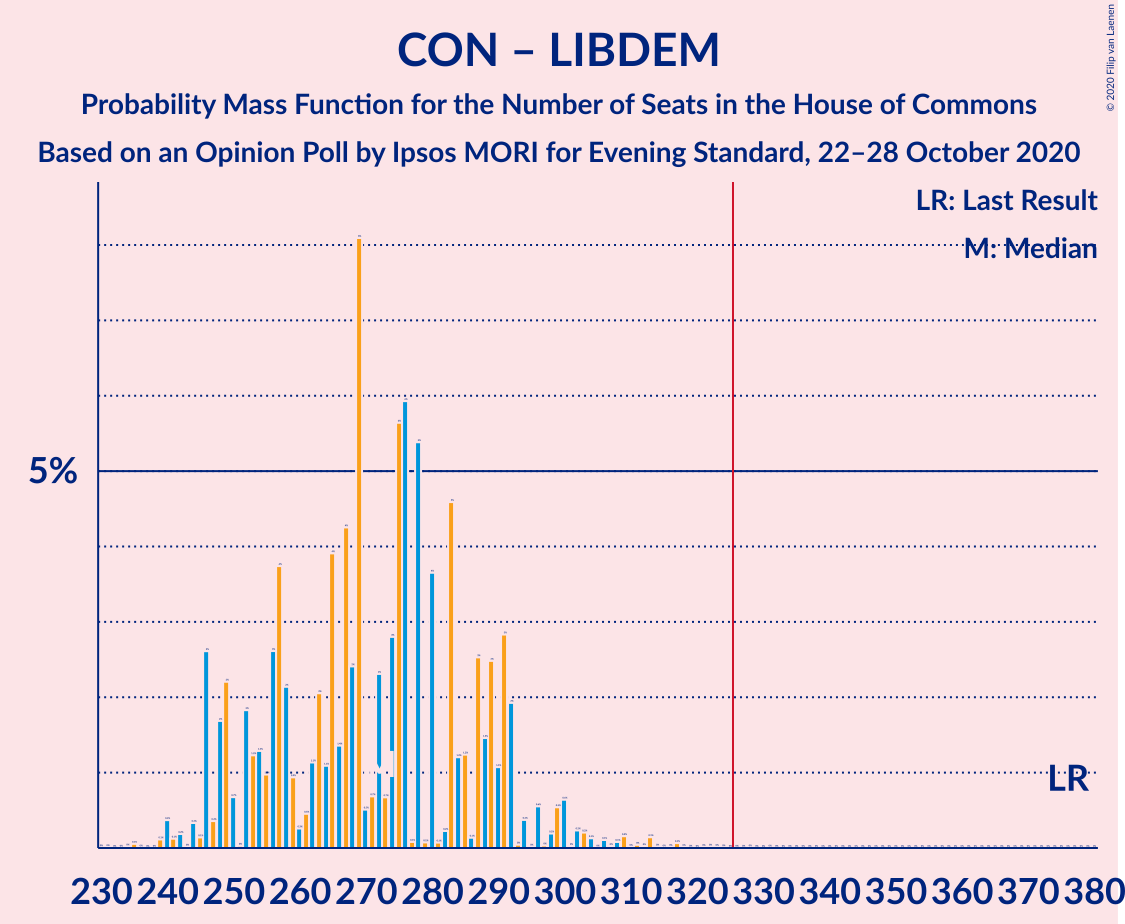 CON – LIBDEM
Probability Mass Function for the Number of Seats in the House of Commons
Based on an Opinion Poll by Ipsos MORI for Evening Standard, 22–28 October 2020
© 2020 Filip van Laenen
LR: Last Result
M: Median
5%
LR
230 240 250 260 270 280 290 300 310 320 330 340 350 360 370 380